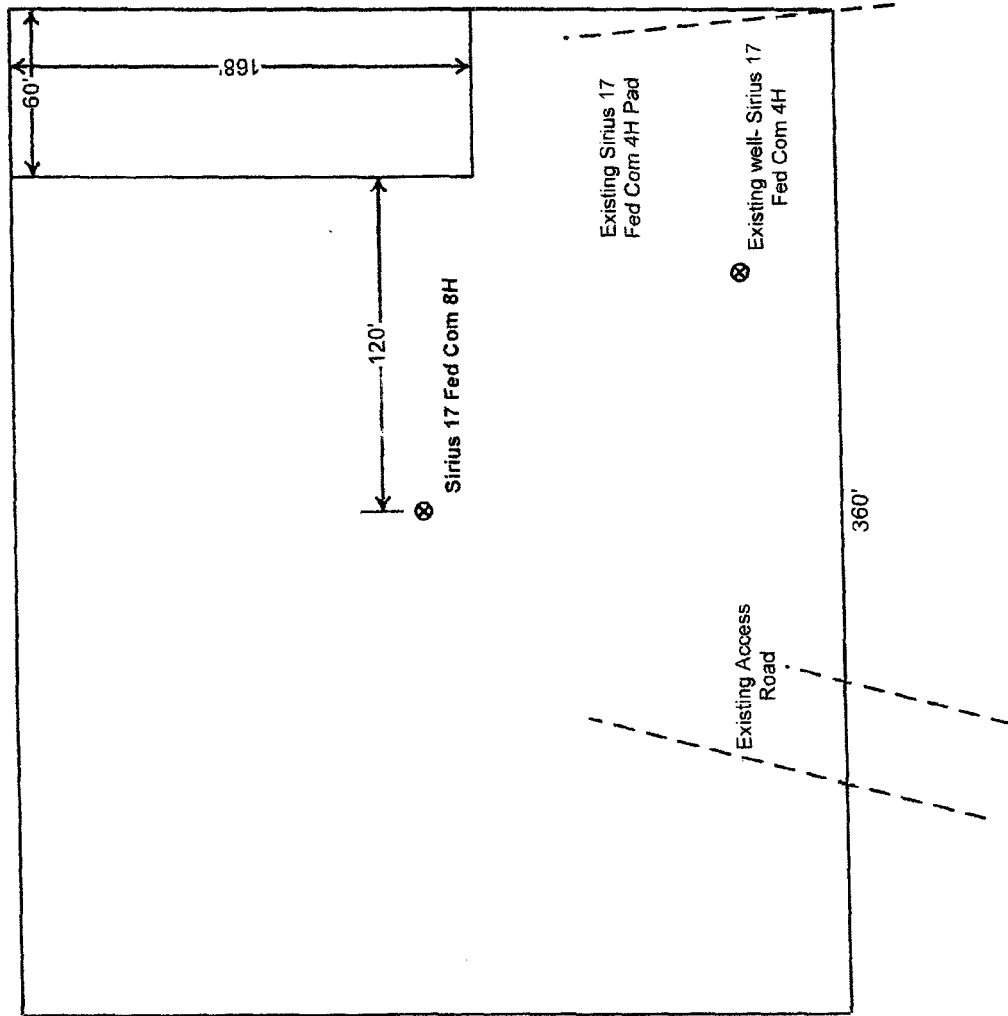 60'
168'
120'
Sirius 17 Fed Com 8H
Existing Sirius 17
Fed Com 4H Pad
Existing well- Sirius 17
Fed Com 4H
Existing Access
Road
360'